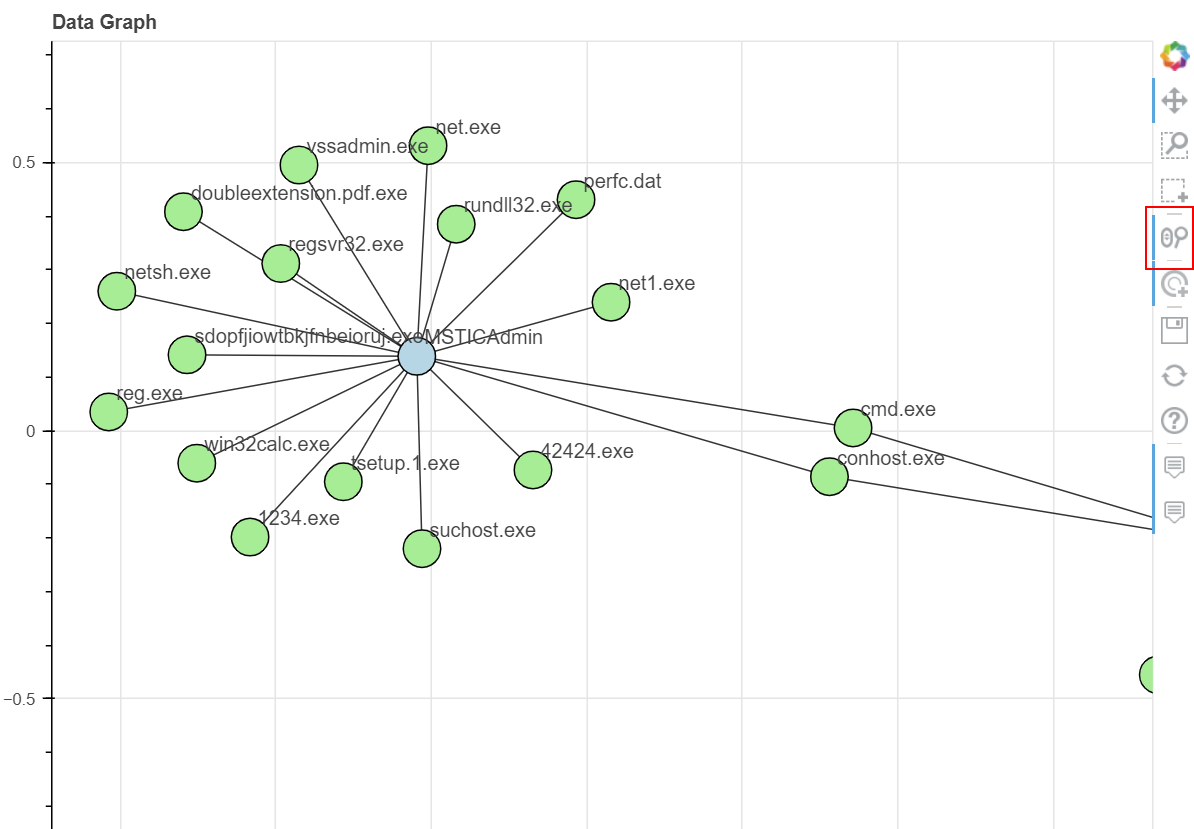 Data Graph
net.exe
vssadmin.exe
0.5
perfc.dat
doubleextension.pdf.exe
rundll32.exe
regsvr32.exe
netsh.exe
net1.exe
sdopfjiowtbkjfnbeioruj.exe
MSTICAdmin
reg.exe
cmd.exe
0
win32calc.exe
42424.exe
conhost.exe
tsetup.1.exe
1234.exe
suchost.exe
−0.5